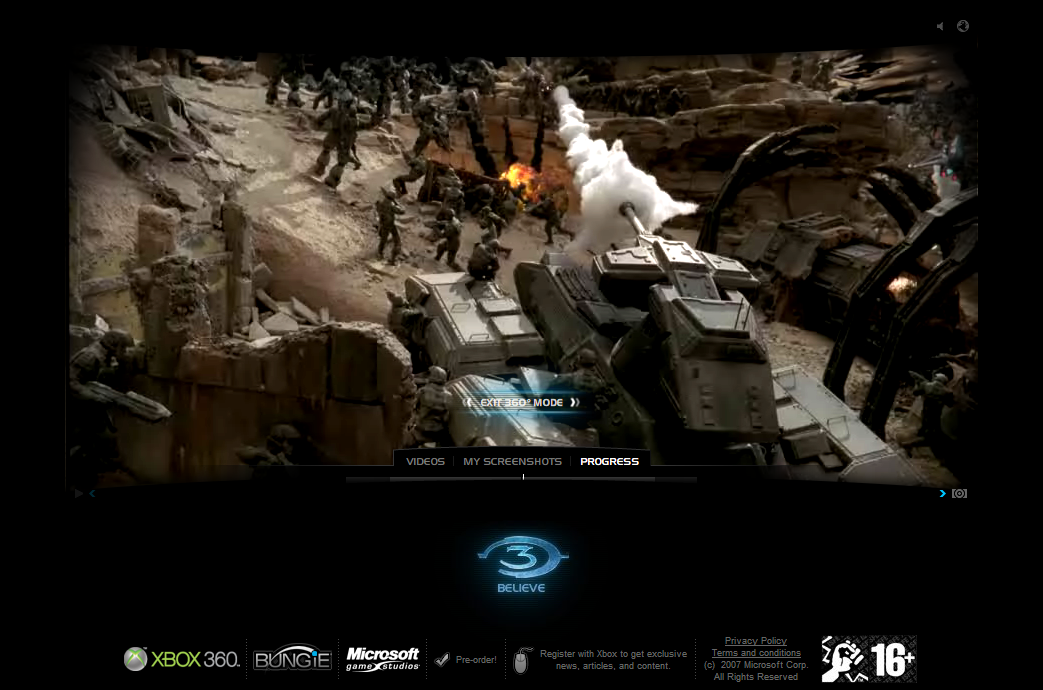 EXIT 360° MODE
VIDEOS MY SCREENSHOTS PROGRESS
3
BELIEVE
XBOX 360.
BUNGiE
Microsoft
game studios
Pre-order!
Register with Xbox to get exclusive
news, articles, and content.
Privacy Policy
Terms and conditions
(c) 2007 Microsoft Corp.
All Rights Reserved
16+